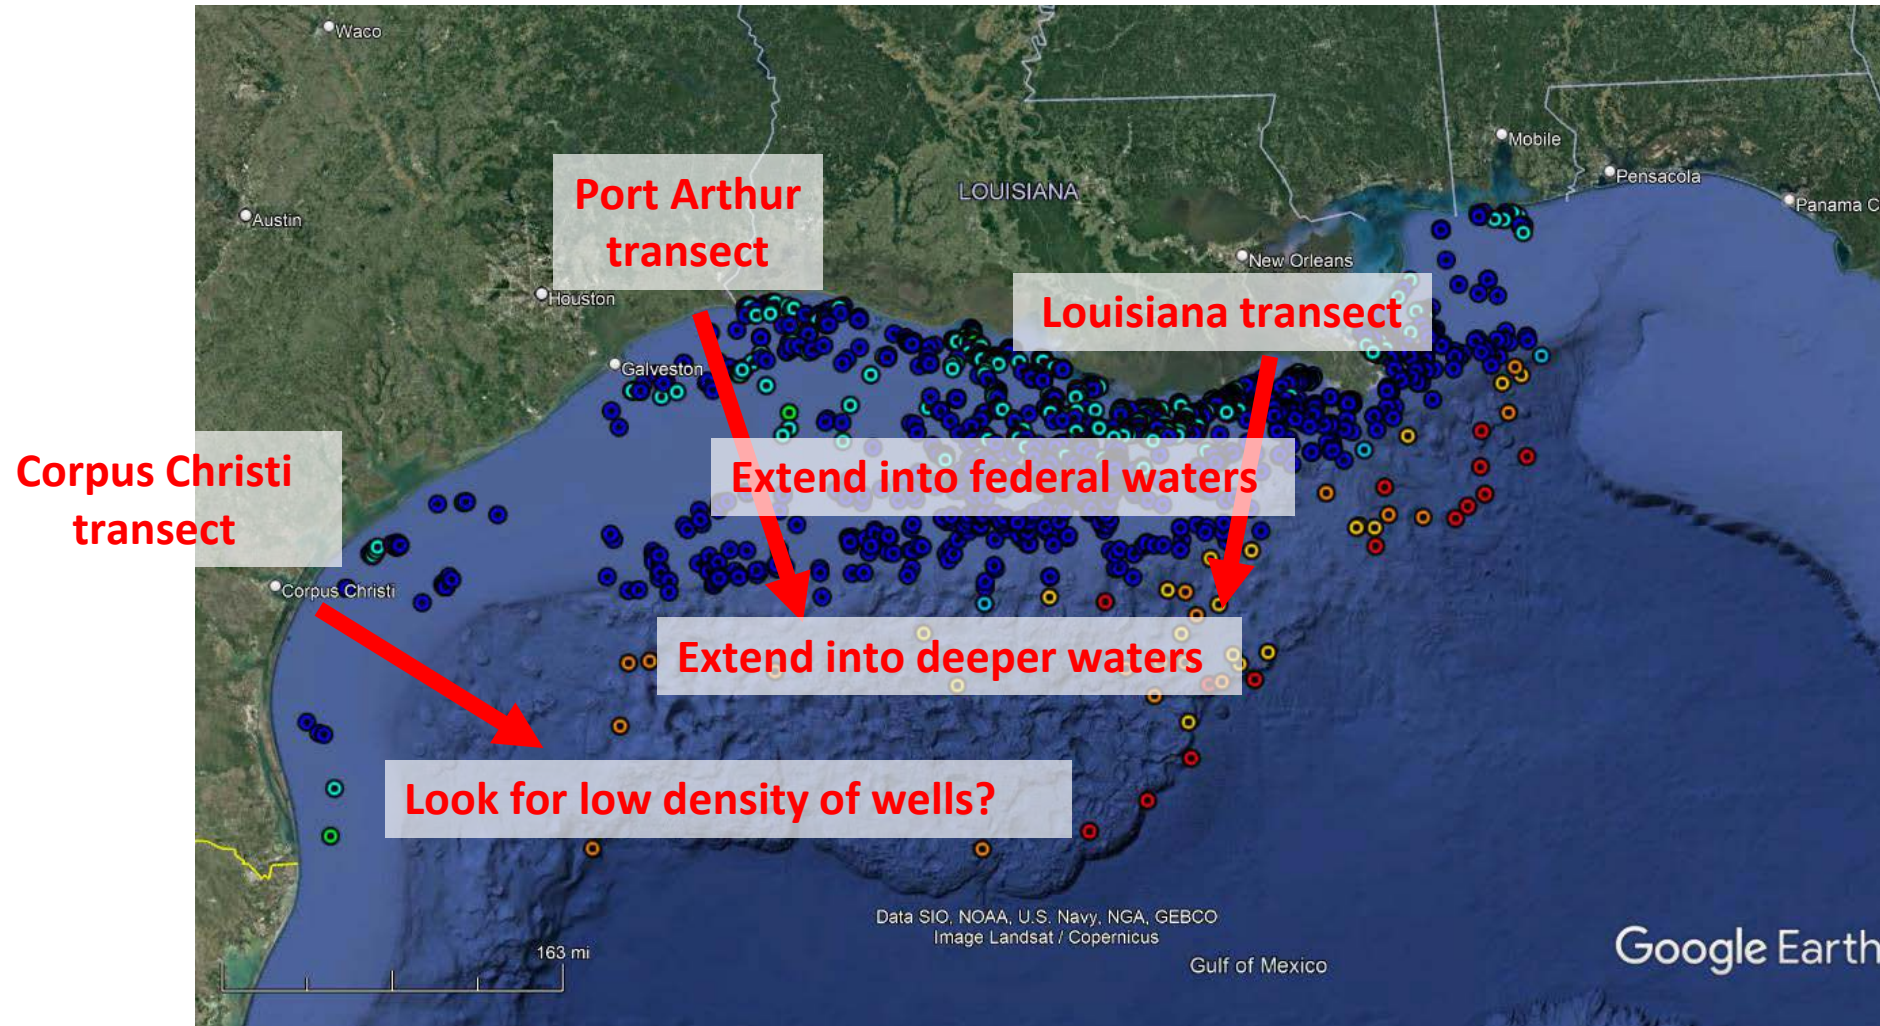 Waco
Mobile
Pensacola
Panama C
Port Arthur
transect
LOUISIANA
Austin
New Orleans
Houston
Louisiana transect
Galveston
Corpus Christi
transect
Extend into federal waters
Corpus Christi
Extend into deeper waters
Look for low density of wells?
Data SIO, NOAA, U.S. Navy, NGA, GEBCO
Image Landsat / Copernicus
163 mi
Gulf of Mexico
Google Earth